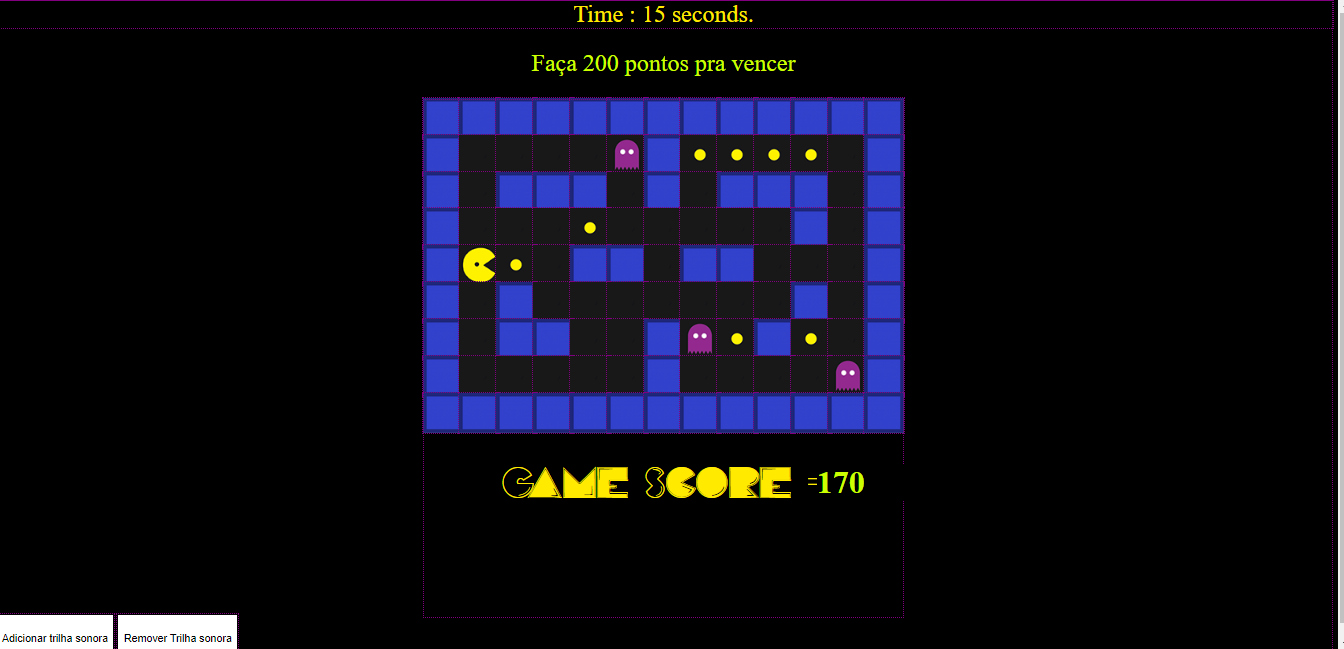 Time : 15 seconds.
Faça 200 pontos pra vencer
GAME SCORE =170
Adicionar trilha sonora
Remover Trilha sonora